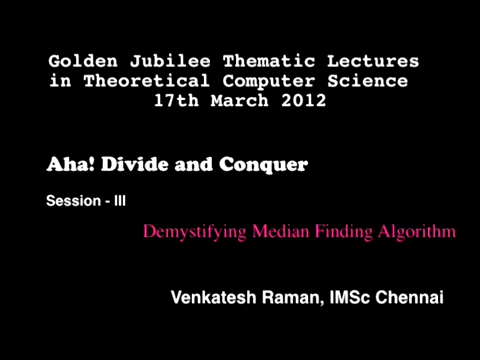 Golden Jubilee Thematic Lectures
in Theoretical Computer Science
17th March 2012
Aha! Divide and Conquer
Session - III
Demystifying Median Finding Algorithm
Venkatesh Raman, IMSc Chennai